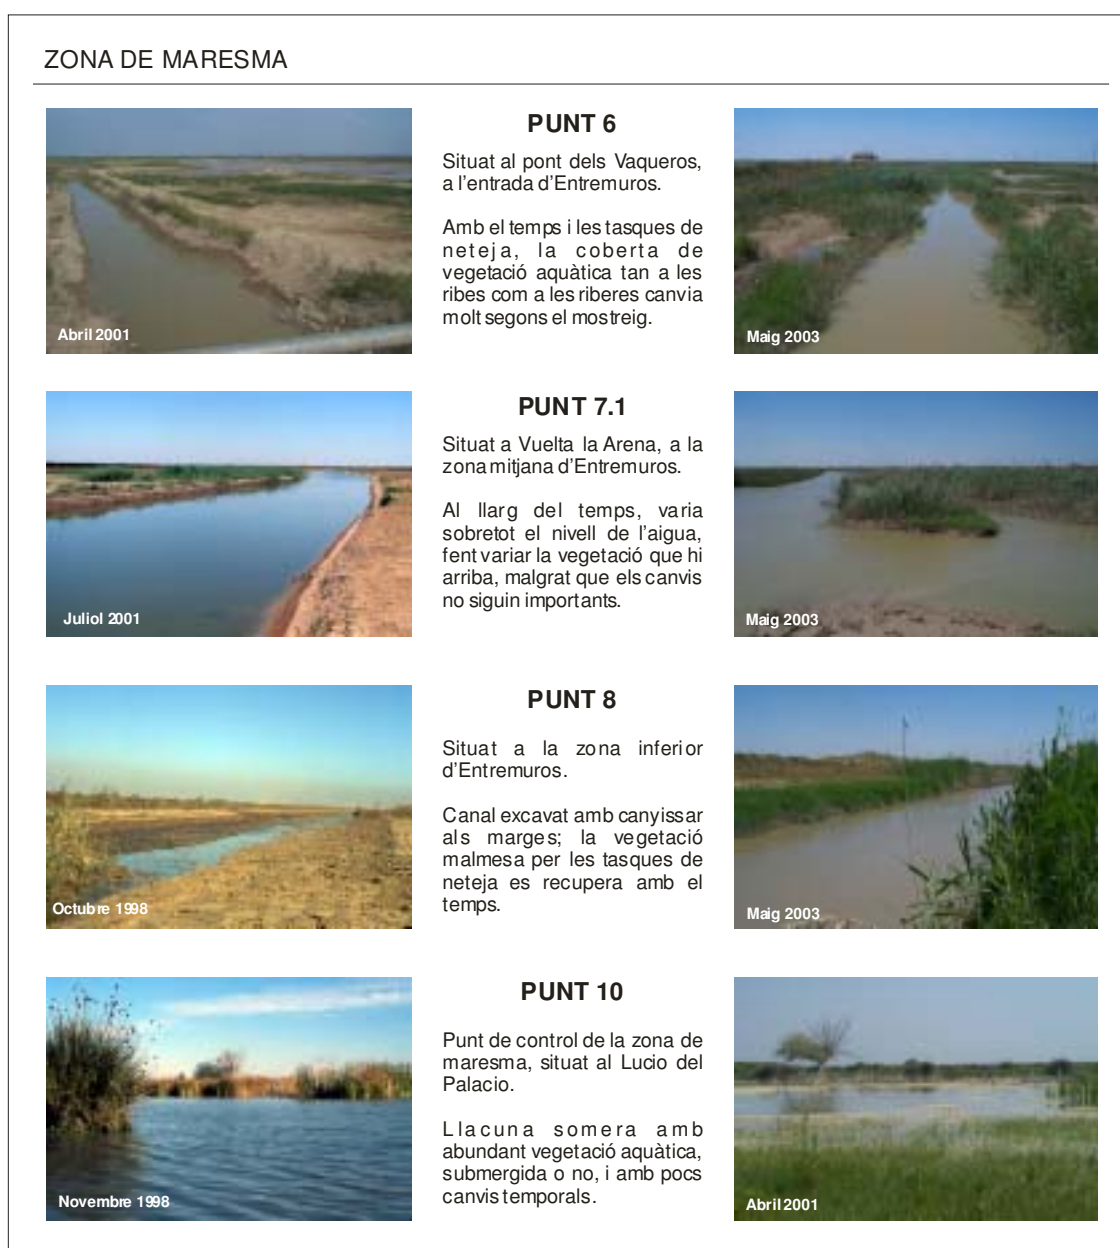 ZONA DE MARESMA
PUNT 6
Situat al pont dels Vaqueros,
a l'entrada d'Entremuros.
Amb el temps i les tasques de
neteja, la coberta de
vegetació aquàtica tan a les
ribes com a les riberes canvia
molt segons el mostreig.
Abril 2001
Maig 2003
PUNT 7.1
Situat a Vuelta la Arena, a la
zona mitjana d'Entremuros.
Al llarg del temps, varia
sobretot el nivell de l'aigua,
fent variar la vegetació que hi
arriba, malgrat que els canvis
no siguin importants.
Juliol 2001
Maig 2003
PUNT 8
Situat a la zona inferior
d'Entremuros.
Canal excavat amb canyissar
als marges; la vegetació
malmesa per les tasques de
neteja es recupera amb el
temps.
Octubre 1998
Maig 2003
PUNT 10
Punt de control de la zona de
maresma, situat al Lucio del
Palacio.
Llacuna somera amb
abundant vegetació aquàtica,
submergida o no, i amb pocs
canvis temporals.
Novembre 1998
Abril 2001